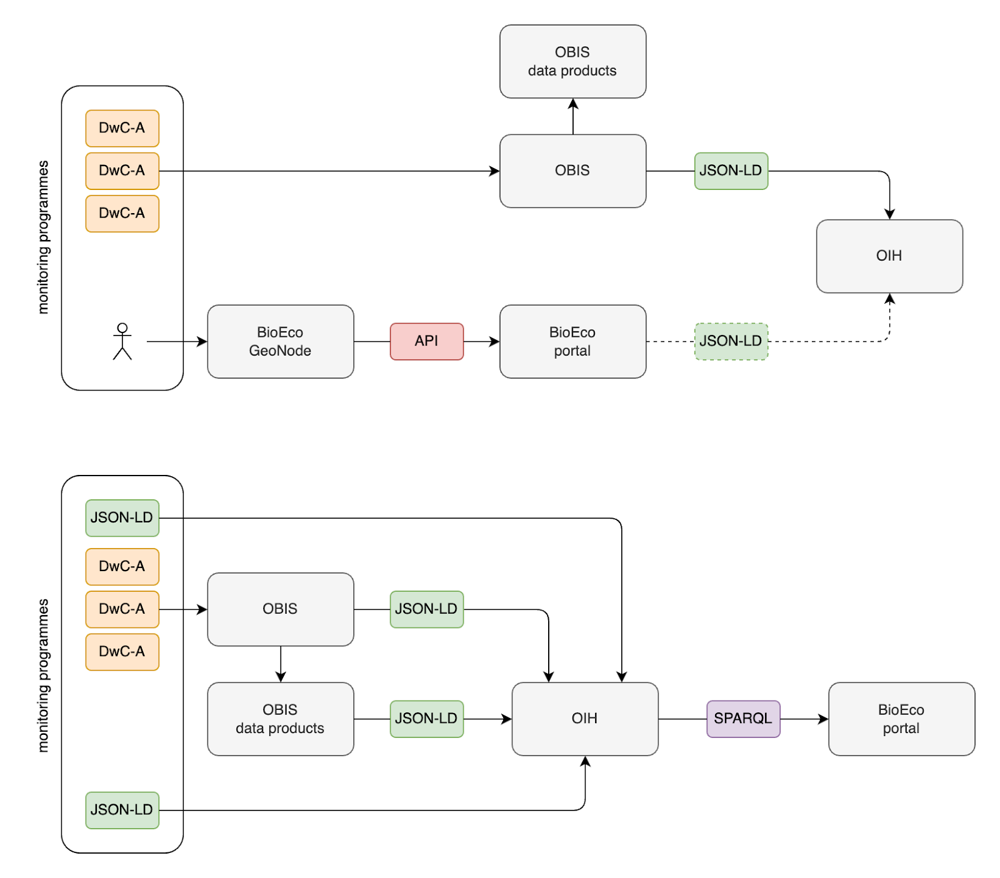 OBIS
data products
monitoring programmes
DwC-A
DwC-A
DwC-A
OBIS
JSON-LD
OIH
BioEco
GeoNode
API
BioEco
portal
JSON-LD
monitoring programmes
JSON-LD
DwC-A
DwC-A
DwC-A
OBIS
JSON-LD
OBIS
data products
JSON-LD
OIH
SPARQL
BioEco
portal
JSON-LD